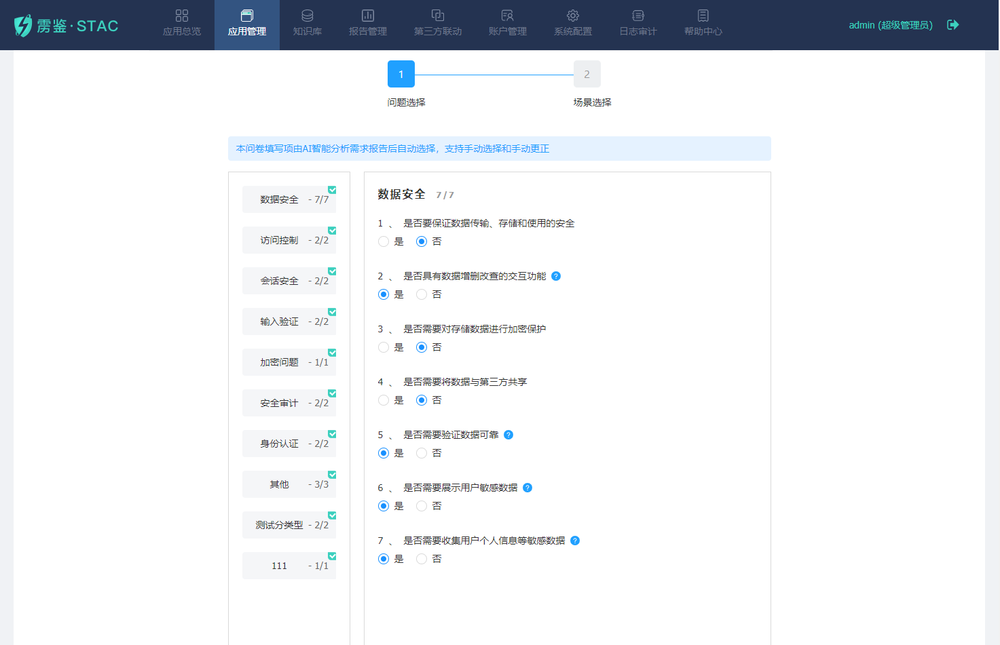 雳鉴·STAC
应用总览
应用管理
知识库
报告管理
第三方联动
账户管理
系统配置
日志审计
帮助中心
admin (超级管理员)
1
2
问题选择
场景选择
本问卷填写项由AI智能分析需求报告后自动选择，支持手动选择和手动更正
数据安全 - 7/7
访问控制 - 2/2
会话安全 - 2/2
输入验证 - 2/2
加密问题 - 1/1
安全审计 - 2/2
身份认证 - 2/2
其他 - 3/3
测试分类型 - 2/2
111 - 1/1
数据安全 7/7
1 、 是否要保证数据传输、存储和使用的安全
是 否
2 、 是否具有数据增删改查的交互功能 ?
是 否
3 、 是否需要对存储数据进行加密保护
是 否
4 、 是否需要将数据与第三方共享
是 否
5 、 是否需要验证数据可靠 ?
是 否
6 、 是否需要展示用户敏感数据 ?
是 否
7 、 是否需要收集用户个人信息等敏感数据 ?
是 否